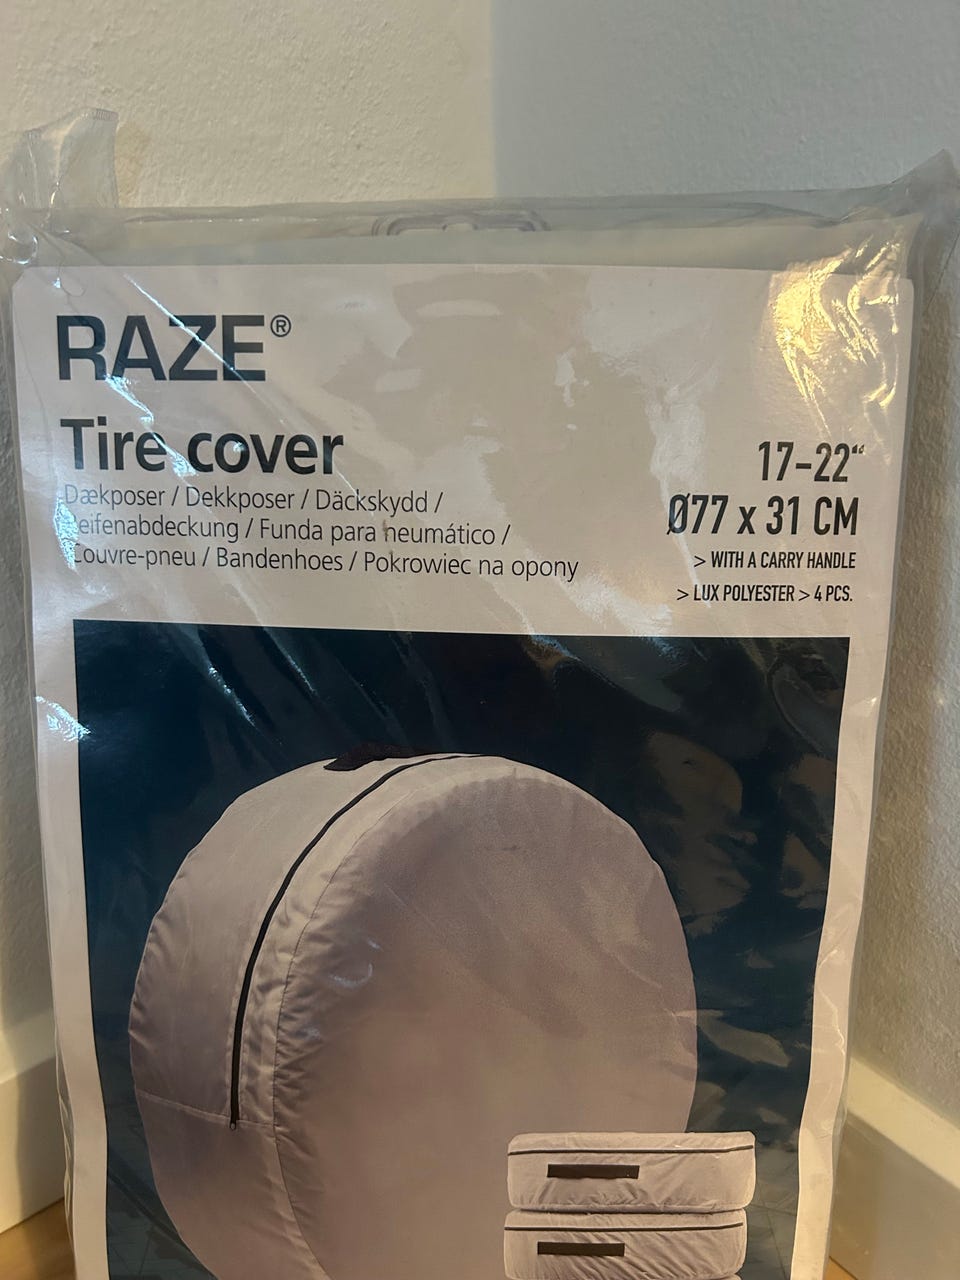 RAZE®
Tire cover
Dækposer / Dekkposer / Däckskydd /
Reifenabdeckung / Funda para neumático /
Couvre-pneu / Bandenhoes / Pokrowiec na opony
17-22“
Ø77 x 31 CM
> WITH A CARRY HANDLE
> LUX POLYESTER > 4 PCS.